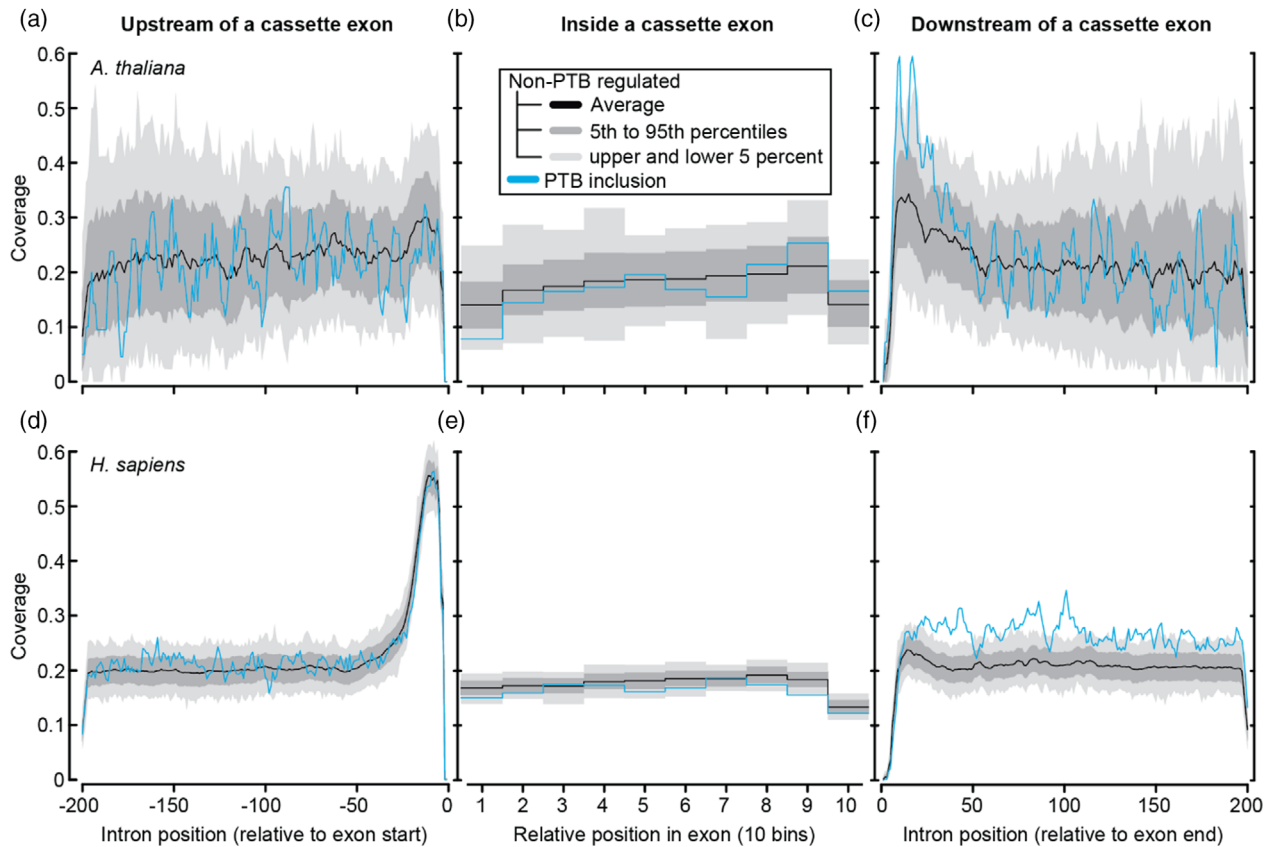 (a) Upstream of a cassette exon (b) Inside a cassette exon (c) Downstream of a cassette exon
0.6
A. thaliana
0.5
0.4
0.3
0.2
0.1
0
Coverage
Non-PTB regulated
Average
5th to 95th percentiles
upper and lower 5 percent
PTB inclusion
(d) (e) (f)
0.6
H. sapiens
0.5
0.4
0.3
0.2
0.1
0
Coverage
-200 -150 -100 -50
1 2 3 4 5 6 7 8 9 10
0 50 100 150 200
Intron position (relative to exon start)
Relative position in exon (10 bins)
Intron position (relative to exon end)